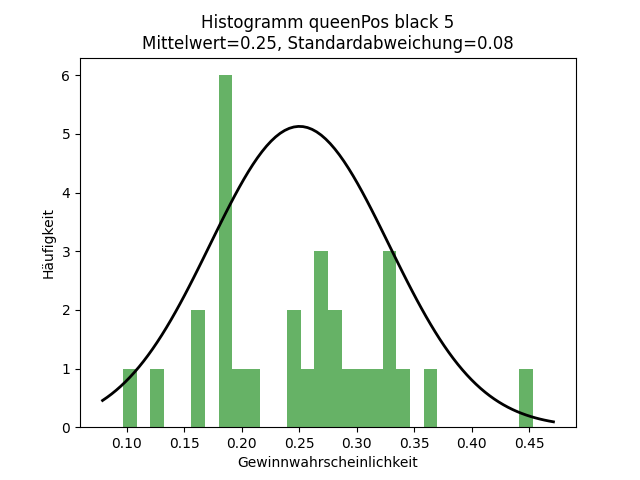 Histogramm queenPos black 5
Mittelwert=0.25, Standardabweichung=0.08
6
5
4
3
2
1
0
Häufigkeit
0.10 0.15 0.20 0.25 0.30 0.35 0.40 0.45
Gewinnwahrscheinlichkeit